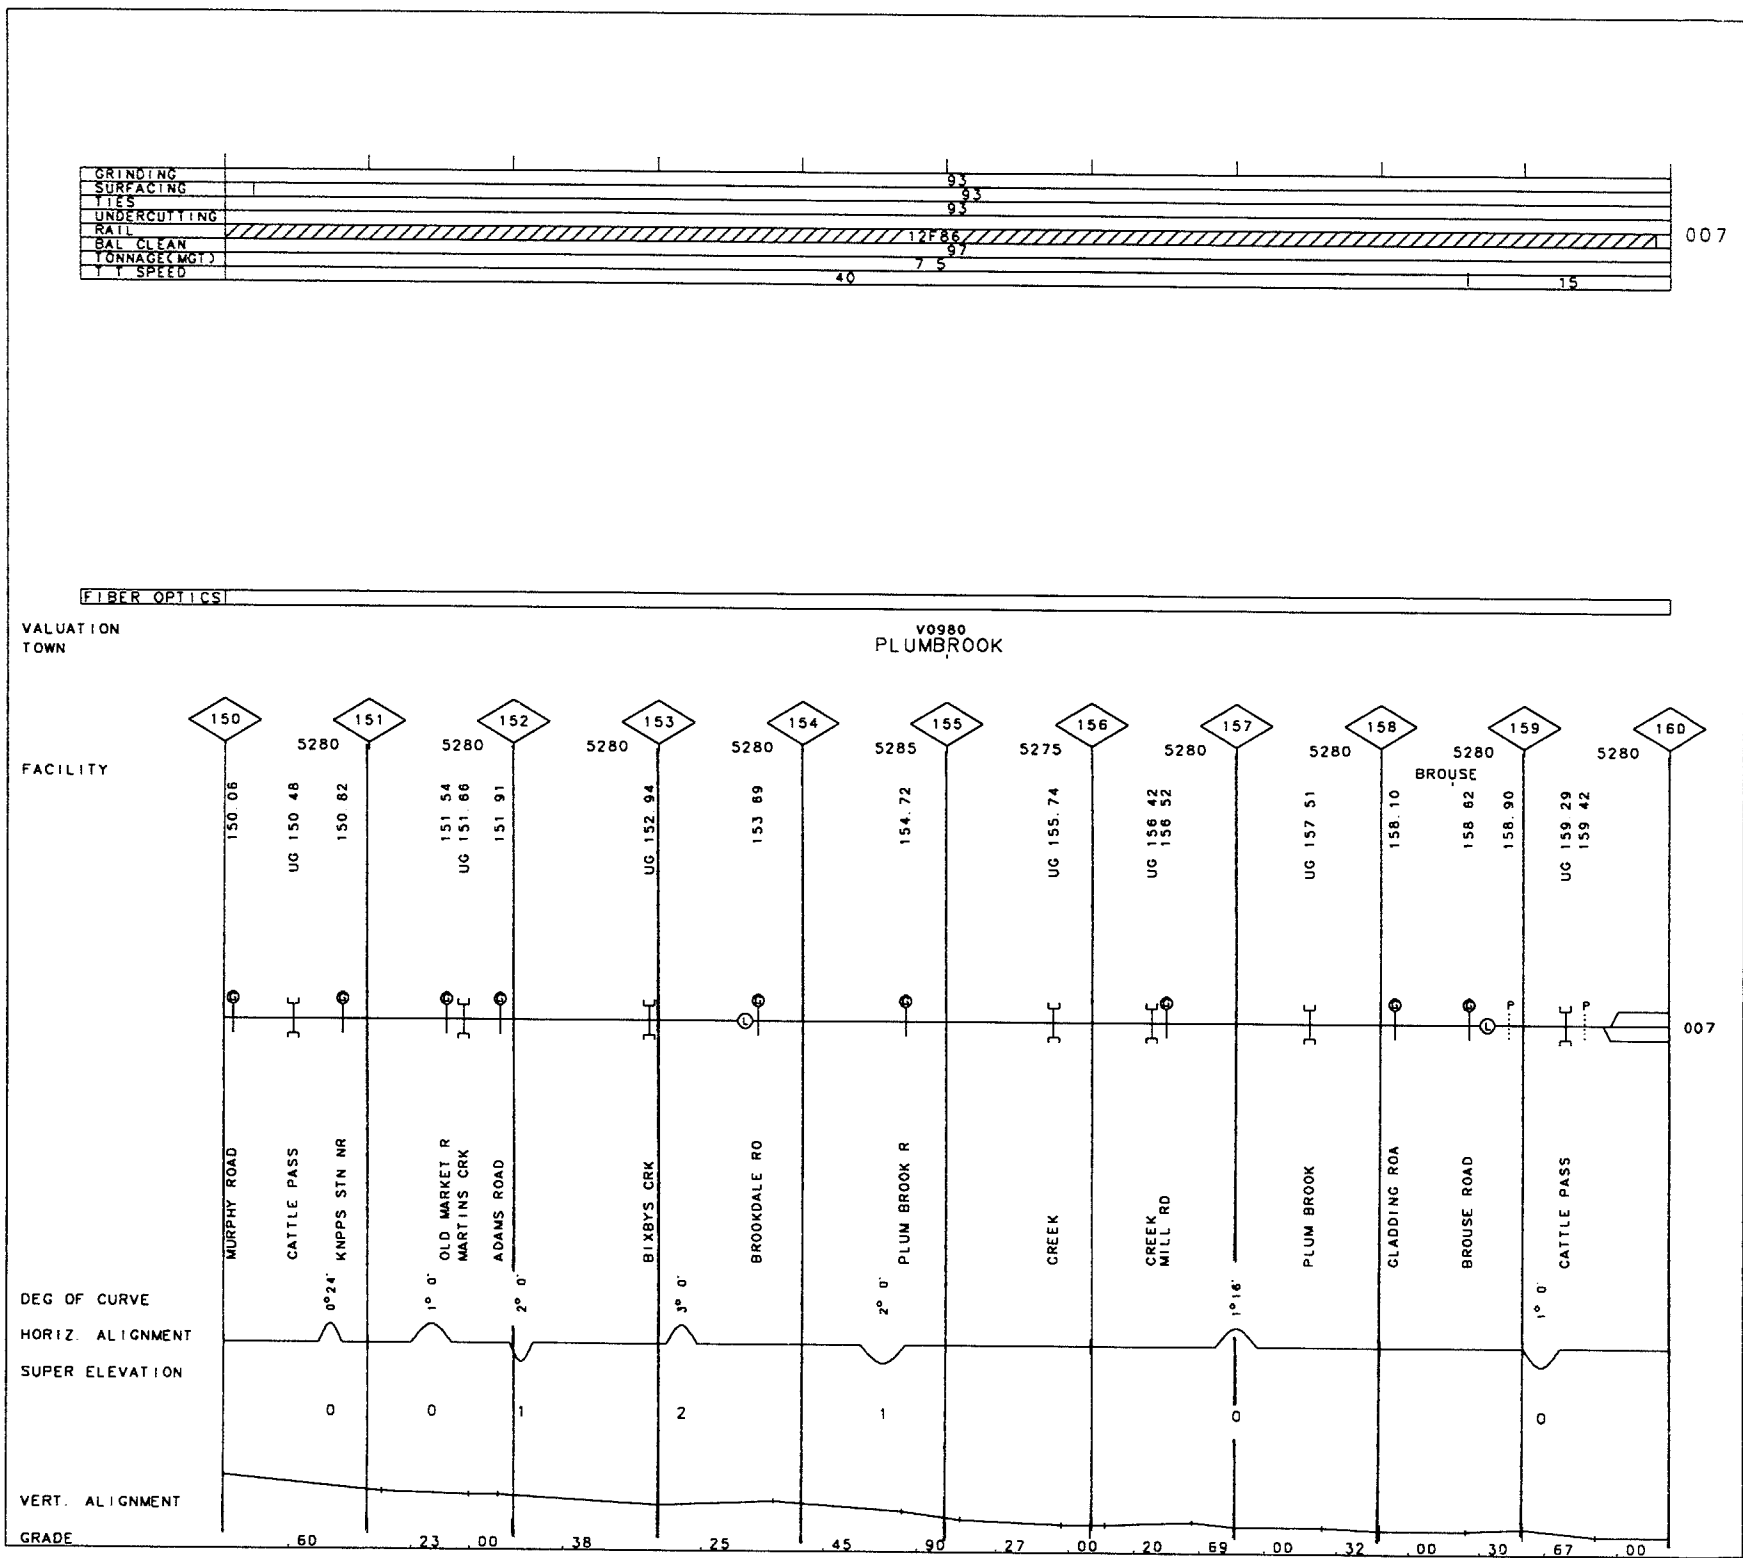 GRINDING 93
SURFACING 93
TIES 93
UNDERCUTTING
RAIL 12F86 007
BAL CLEAN 97
TONNAGE(MGT) 7 5
T T SPEED 40 15
FIBER OPTICS
VALUATION V0980
TOWN PLUMBROOK
150 151 152 153 154 155 156 157 158 159 160
5280 5280 5280 5280 5285 5275 5280 5280 5280 5280
FACILITY BROUSE
150.06
UG 150 48
150.82
151 54
UG 151.66
151 91
UG 152.94
153 69
154.72
UG 155.74
UG 156 42
156 52
UG 157 51
158.10
158 62
158.90
UG 159 29
159 42
G G G G L G G G G G L P P 007
MURPHY ROAD
CATTLE PASS
KNPPS STN NR
OLD MARKET R
MARTINS CRK
ADAMS ROAD
BIXBYS CRK
BROOKDALE RO
PLUM BROOK R
CREEK
CREEK
MILL RD
PLUM BROOK
GLADDING ROA
BROUSE ROAD
CATTLE PASS
DEG OF CURVE 0°24' 1° 0' 2° 0' 3° 0' 2° 0' 1°16' 1° 0'
HORIZ. ALIGNMENT
SUPER ELEVATION
0 0 1 2 1 0 0
VERT. ALIGNMENT
GRADE .60 .23 .00 .38 .25 .45 .90 .27 .00 .20 .69 .00 .32 .00 .30 .67 .00